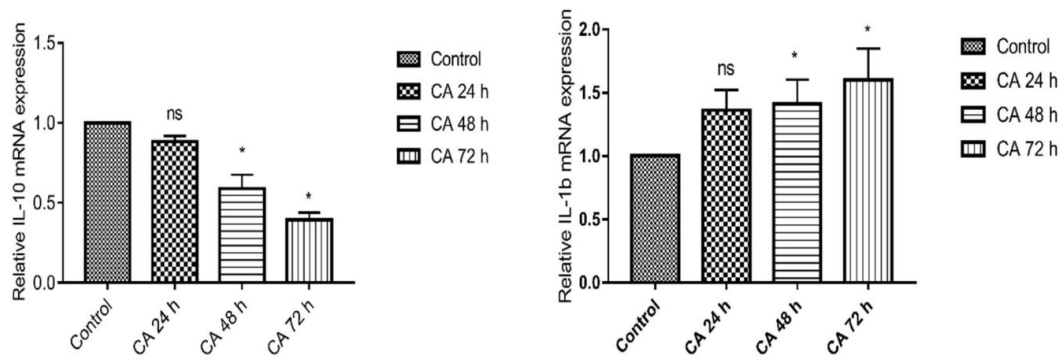 Relative IL-10 mRNA expression
1.5
1.0
0.5
0.0
ns
*
*
Control
CA 24 h
CA 48 h
CA 72 h
Control
CA 24 h
CA 48 h
CA 72 h
Relative IL-1b mRNA expression
2.0
1.5
1.0
0.5
0.0
ns
*
*
Control
CA 24 h
CA 48 h
CA 72 h
Control
CA 24 h
CA 48 h
CA 72 h